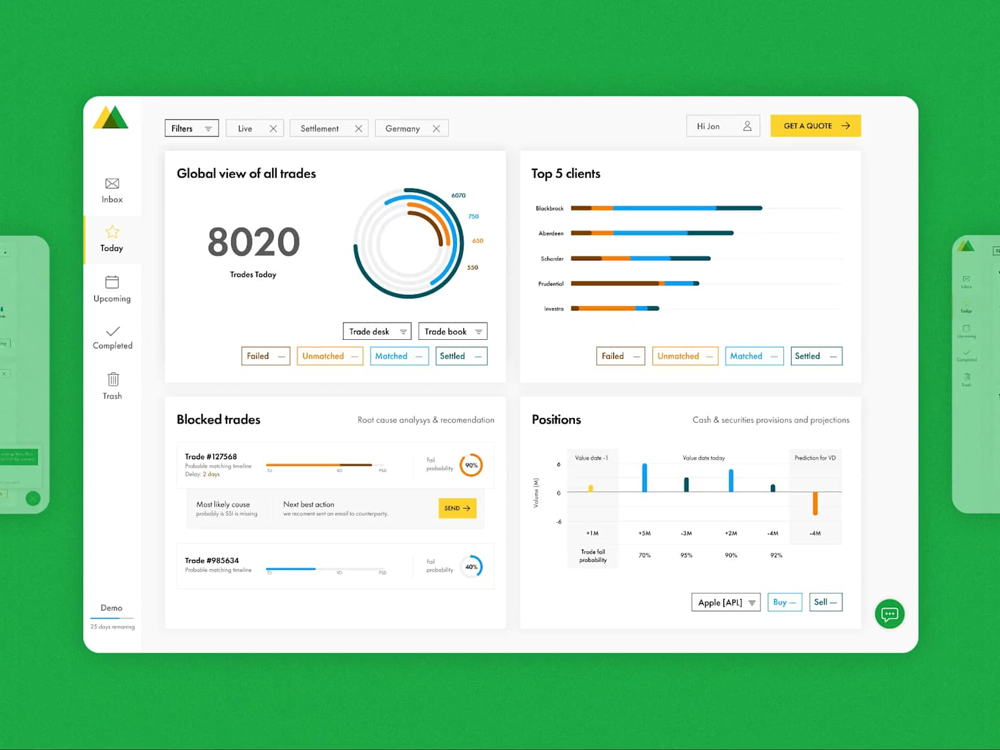 Filters
Live
Settlement
Germany
Hi Jon
GET A QUOTE
Inbox
Today
Upcoming
Completed
Trash
Demo
25 days remaning
Global view of all trades
8020
Trades Today
6070
750
650
550
Trade desk
Trade book
Failed
Unmatched
Matched
Settled
Top 5 clients
Blackbrock
Aberdeen
Schorder
Prudential
Investra
Failed
Unmatched
Matched
Settled
Blocked trades
Root cause analysys & recomendation
Trade #127568
Probable matching timeline
Delay: 2 days
TD
VD
PSD
Fail
probability
90%
Most likely couse
probably is SSI is missing
Next best action
we recoment sent an email to counterparty.
SEND
Trade #985634
Probable matching timeline
TD
VD
PSD
Fail
probability
40%
Positions
Cash & securities provisions and projections
Value date -1
Value date today
Prediction for VD
Volume (M)
6
0
-6
+1M
+5M
-3M
+2M
-4M
-4M
Trade fail
probability
70%
95%
90%
92%
Apple [APL]
Buy
Sell
Inbox
Today
Upcoming
Completed
Trash